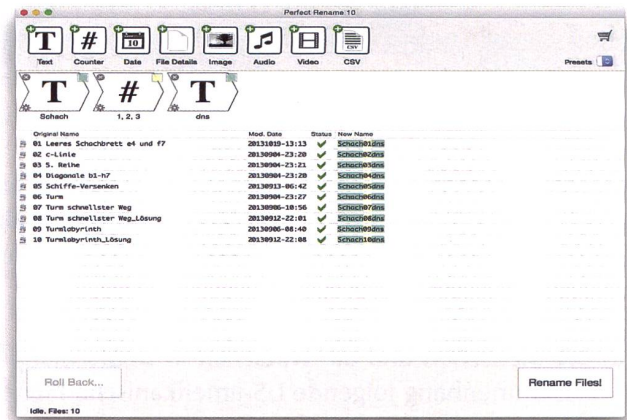 Perfect Rename 10
T # 10 CSV
Text Counter Date File Details Image Audio Video CSV Presets
T # T
Schach 1, 2, 3 dns
Original Name Mod. Date Status New Name
01 Leeres Schachbrett e4 und f7 20131019-13:13 Schach01dns
02 c-Linie 20130904-23:20 Schach02dns
03 5. Reihe 20130904-23:21 Schach03dns
04 Diagonale b1-h7 20130904-23:20 Schach04dns
05 Schiffe-Versenken 20130913-06:42 Schach05dns
06 Turm 20130904-23:27 Schach06dns
07 Turm schnellster Weg 20130906-10:56 Schach07dns
08 Turm schnellster Weg_Lösung 20130912-22:01 Schach08dns
09 Turmlabyrinth 20130906-08:40 Schach09dns
10 Turmlabyrinth_Lösung 20130912-22:08 Schach10dns
Roll Back... Rename Files!
Idle. Files: 10